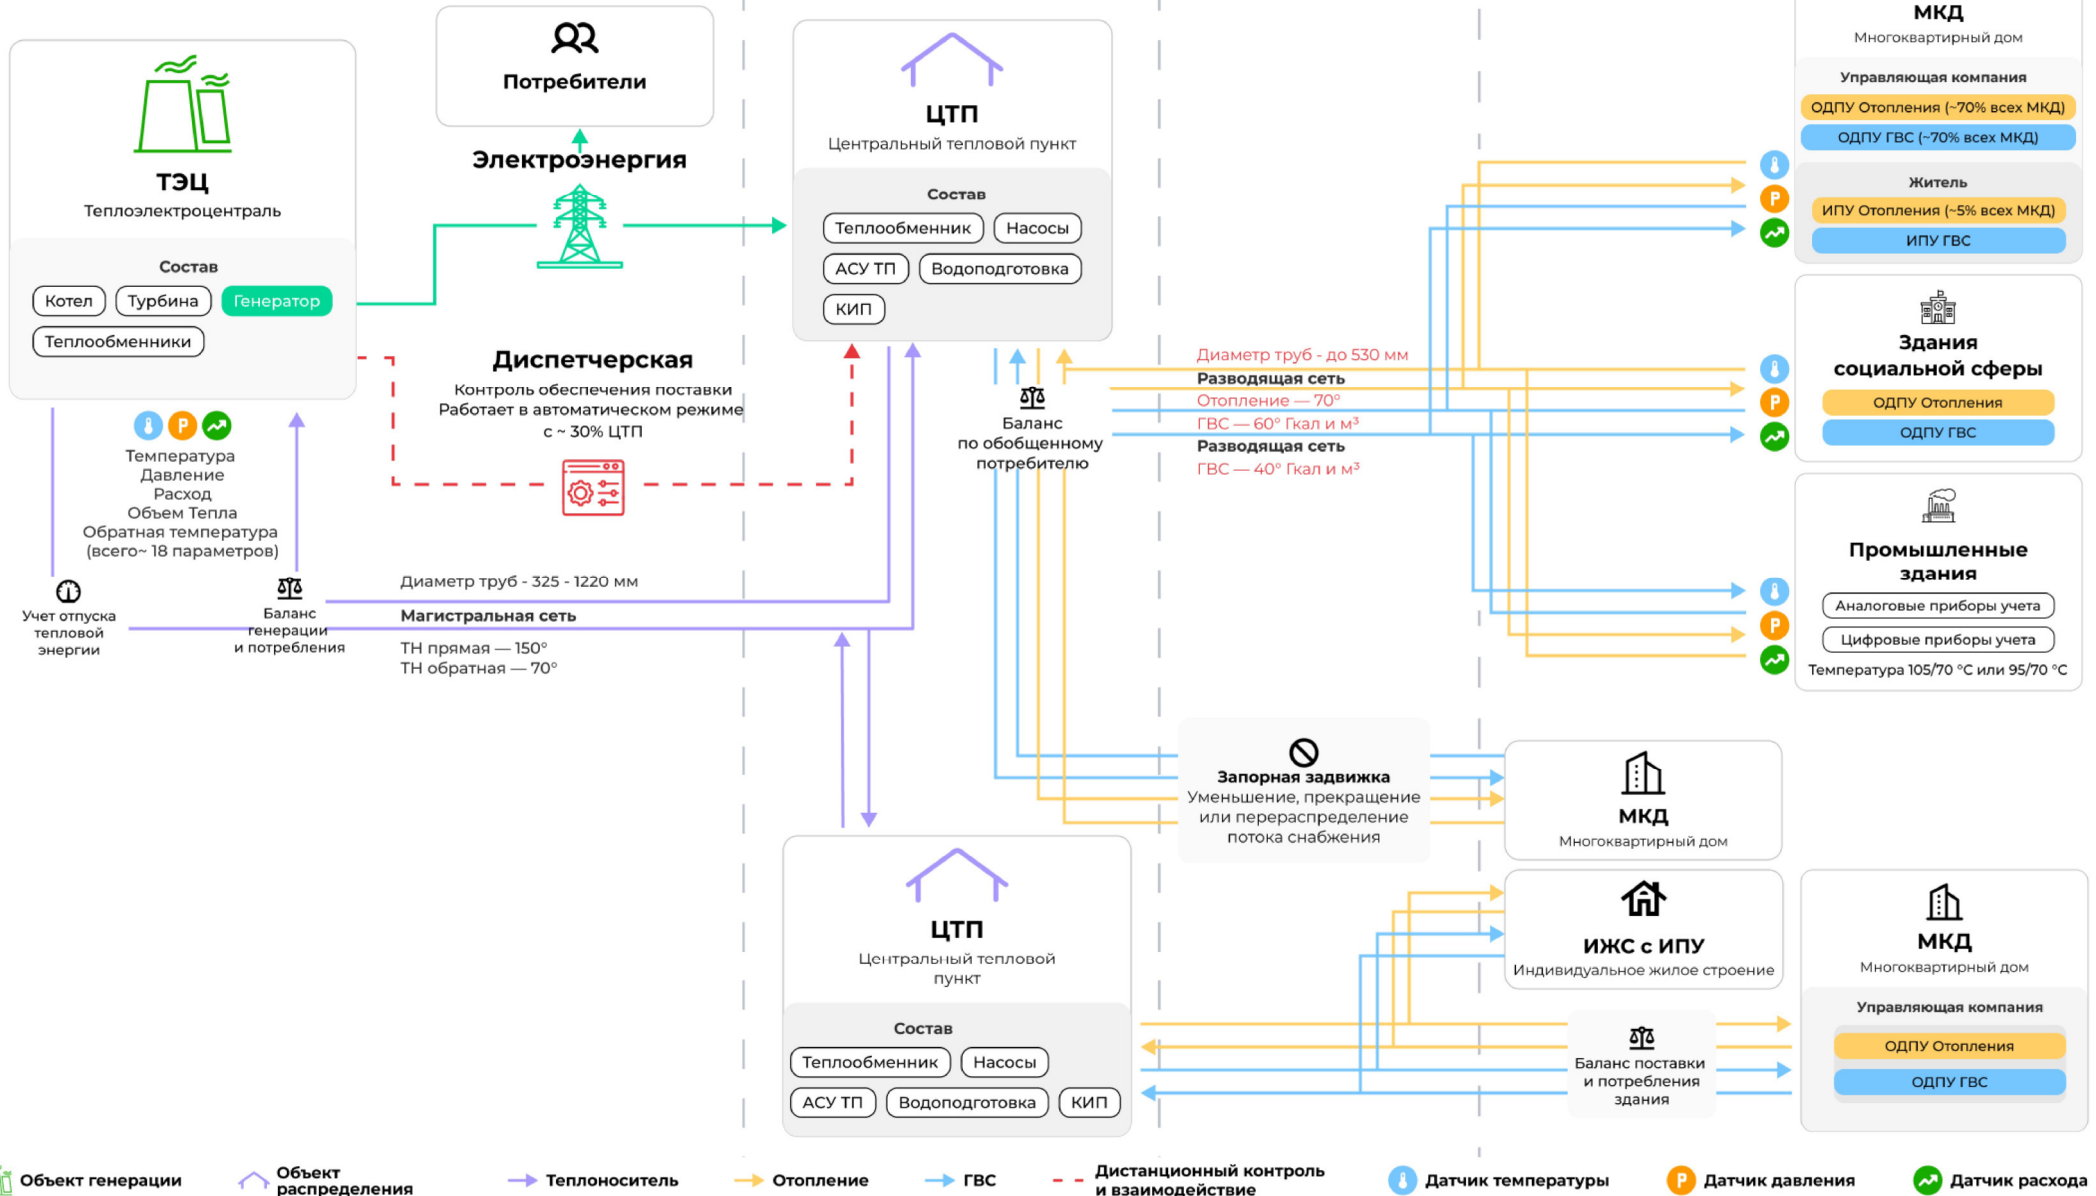 ТЭЦ
Теплоэлектроцентраль
Состав
Котел
Турбина
Генератор
Теплообменники
Температура
Давление
Расход
Объем Тепла
Обратная температура
(всего~ 18 параметров)
Учет отпуска
тепловой
энергии
Баланс
генерации
и потребления
Потребители
Электроэнергия
Диспетчерская
Контроль обеспечения поставки
Работает в автоматическом режиме
с ~ 30% ЦТП
Диаметр труб - 325 - 1220 мм
Магистральная сеть
ТН прямая — 150°
ТН обратная — 70°
ЦТП
Центральный тепловой пункт
Состав
Теплообменник
Насосы
АСУ ТП
Водоподготовка
КИП
Баланс
по обобщенному
потребителю
Диаметр труб - до 530 мм
Разводящая сеть
Отопление — 70°
ГВС — 60° Гкал и м³
Разводящая сеть
ГВС — 40° Гкал и м³
МКД
Многоквартирный дом
Управляющая компания
ОДПУ Отопления (~70% всех МКД)
ОДПУ ГВС (~70% всех МКД)
Житель
ИПУ Отопления (~5% всех МКД)
ИПУ ГВС
P
Здания
социальной сферы
ОДПУ Отопления
ОДПУ ГВС
P
Промышленные
здания
Аналоговые приборы учета
Цифровые приборы учета
Температура 105/70 °C или 95/70 °C
P
P
Запорная задвижка
Уменьшение, прекращение
или перераспределение
потока снабжения
МКД
Многоквартирный дом
ЦТП
Центральный тепловой
пункт
Состав
Теплообменник
Насосы
АСУ ТП
Водоподготовка
КИП
ИЖС с ИПУ
Индивидуальное жилое строение
Баланс поставки
и потребления
здания
МКД
Многоквартирный дом
Управляющая компания
ОДПУ Отопления
ОДПУ ГВС
Объект генерации
Объект
распределения
Теплоноситель
Отопление
ГВС
Дистанционный контроль
и взаимодействие
Датчик температуры
P
Датчик давления
Датчик расхода